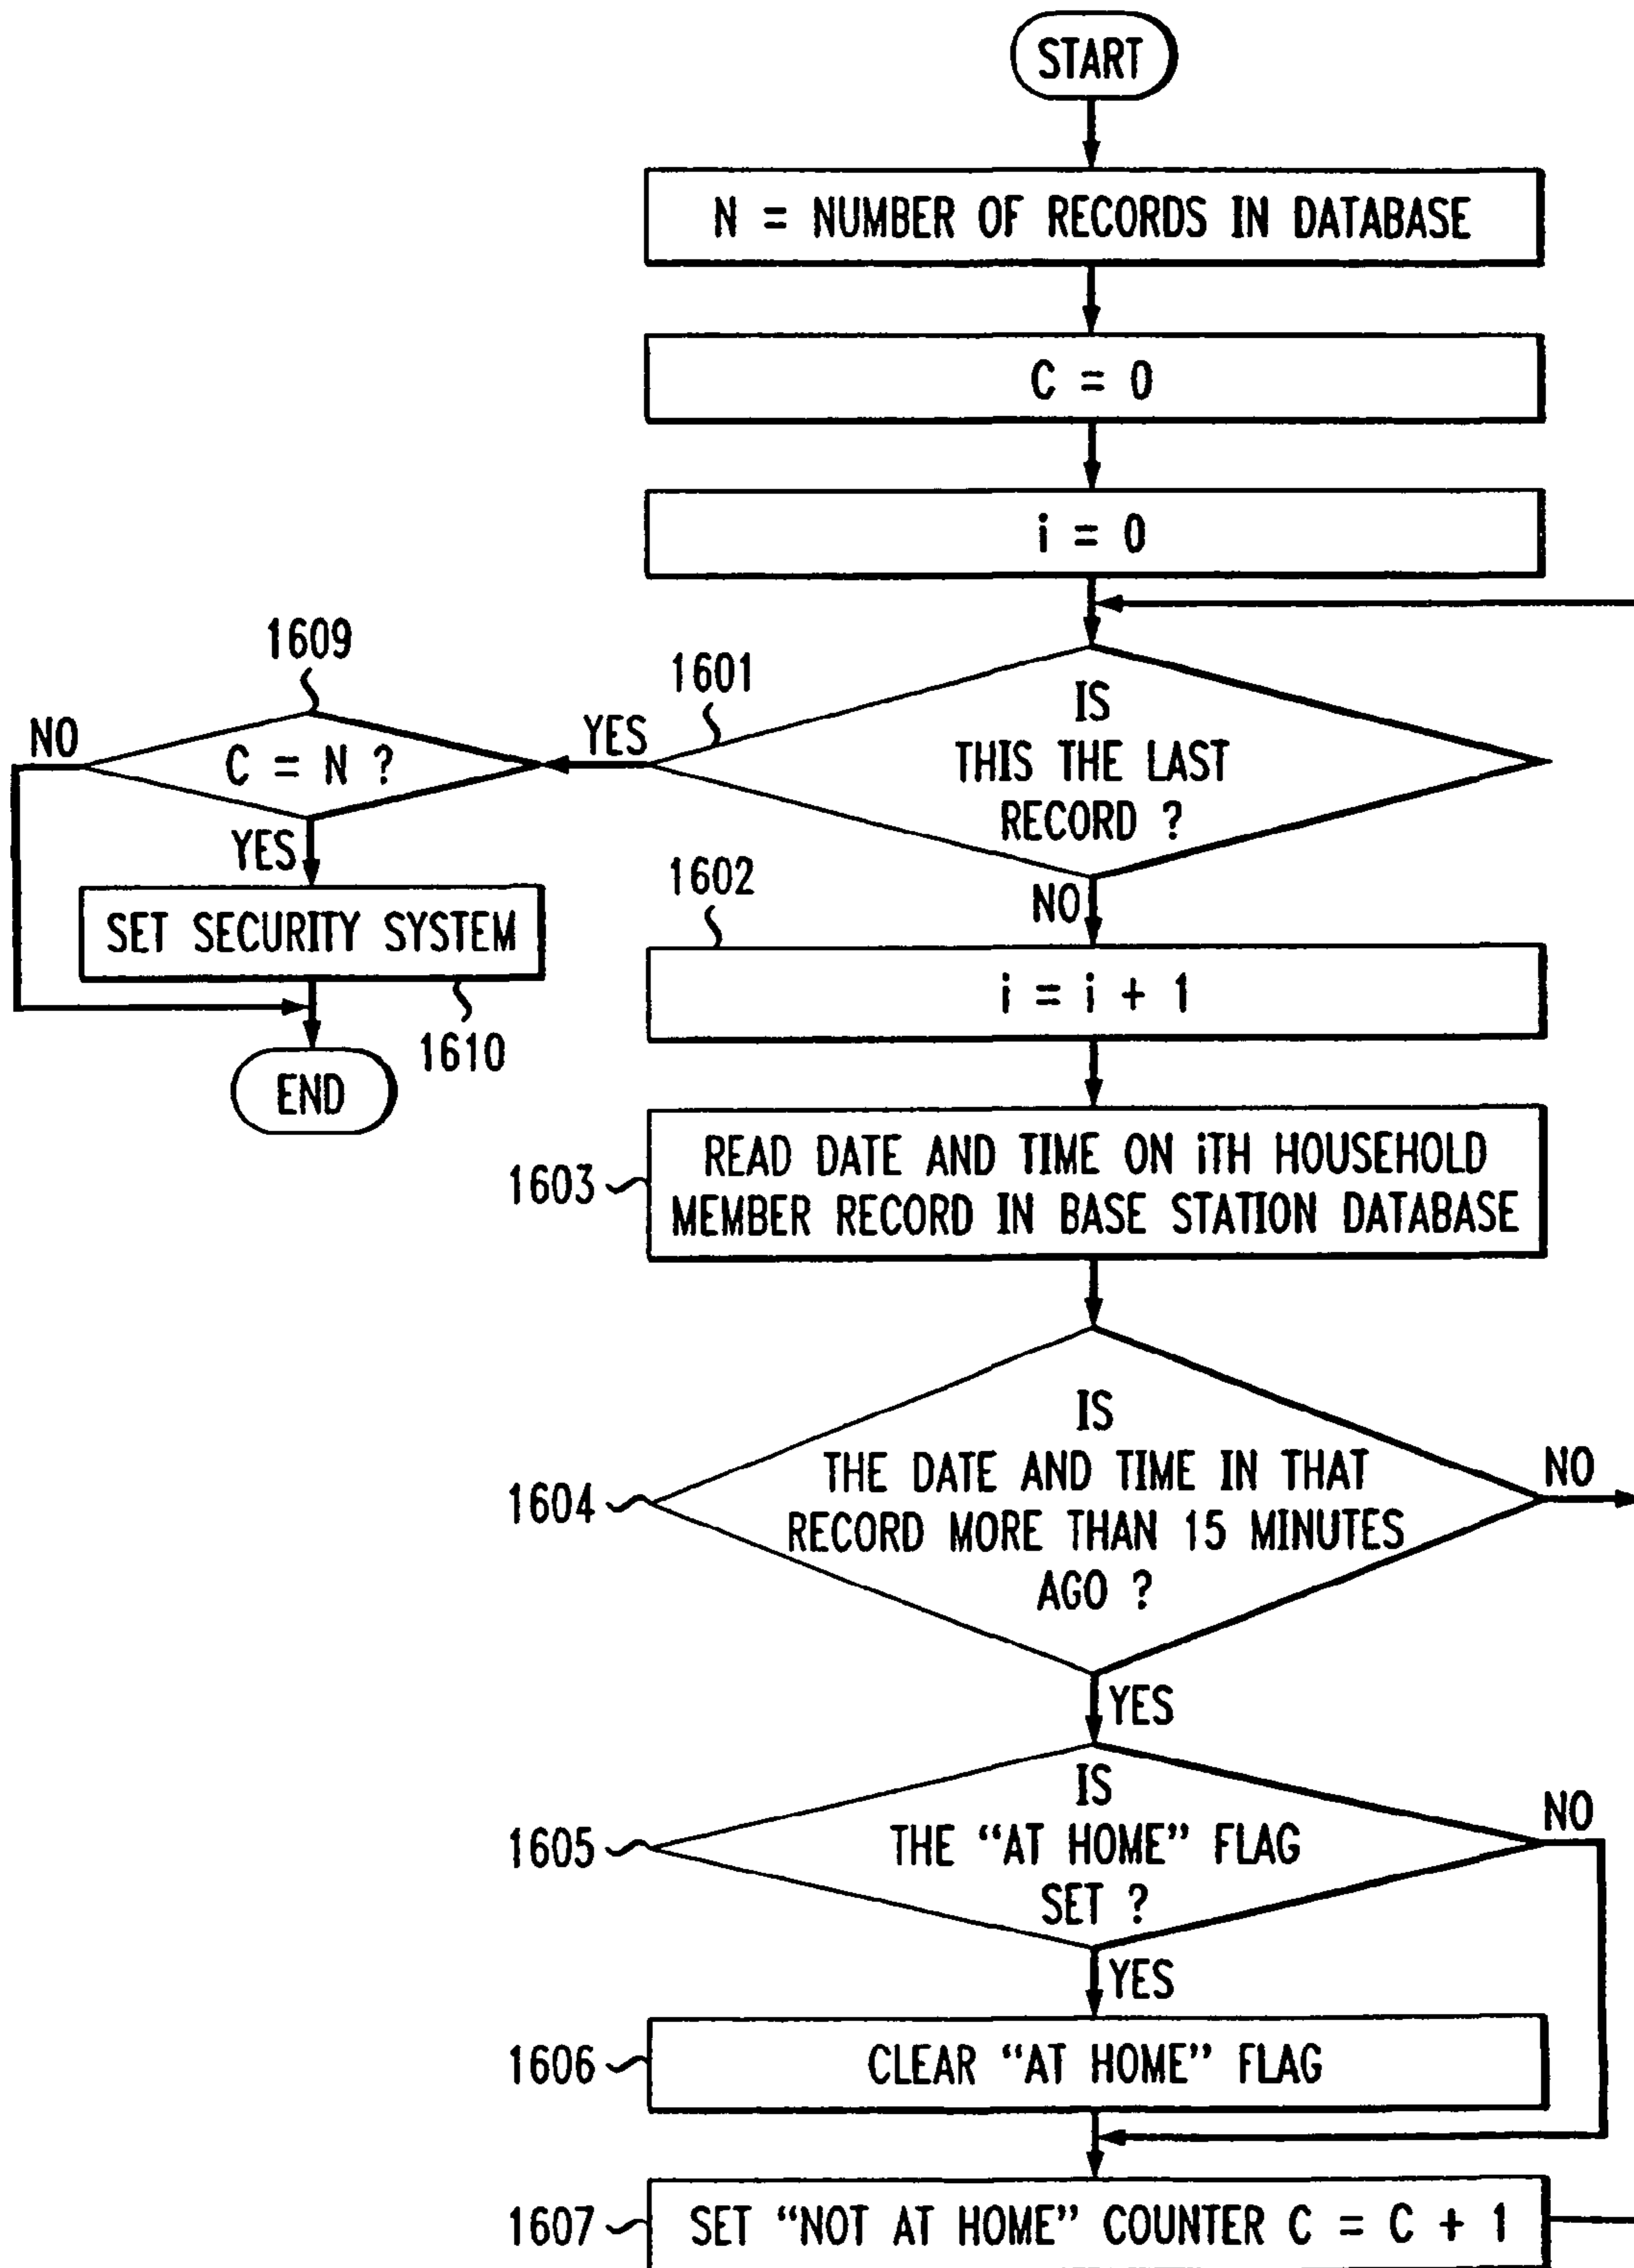 START
N = NUMBER OF RECORDS IN DATABASE
C = 0
i = 0
1609
1601
IS
THIS THE LAST
RECORD ?
YES
NO
C = N ?
YES
SET SECURITY SYSTEM
1610
END
1602
NO
i = i + 1
1603
READ DATE AND TIME ON iTH HOUSEHOLD
MEMBER RECORD IN BASE STATION DATABASE
1604
IS
THE DATE AND TIME IN THAT
RECORD MORE THAN 15 MINUTES
AGO ?
NO
YES
1605
IS
THE “AT HOME” FLAG
SET ?
NO
YES
1606
CLEAR “AT HOME” FLAG
1607
SET “NOT AT HOME” COUNTER C = C + 1